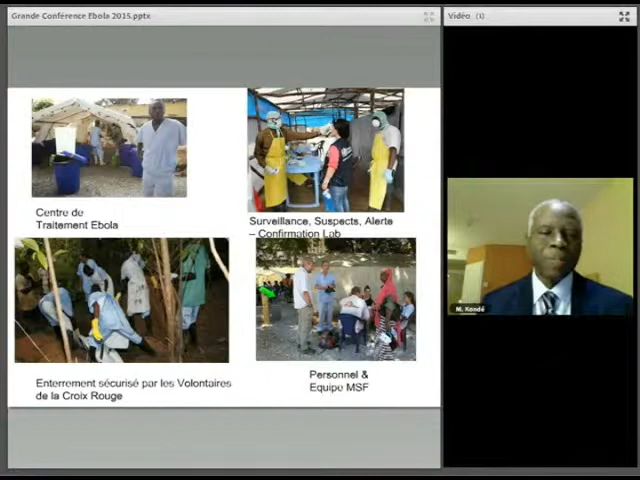 Grande Conférence Ebola 2015.pptx
Vidéo (1)
Centre de
Traitement Ebola
Surveillance, Suspects, Alerte
– Confirmation Lab
Enterrement sécurisé par les Volontaires
de la Croix Rouge
Personnel &
Equipe MSF
M. Kondé